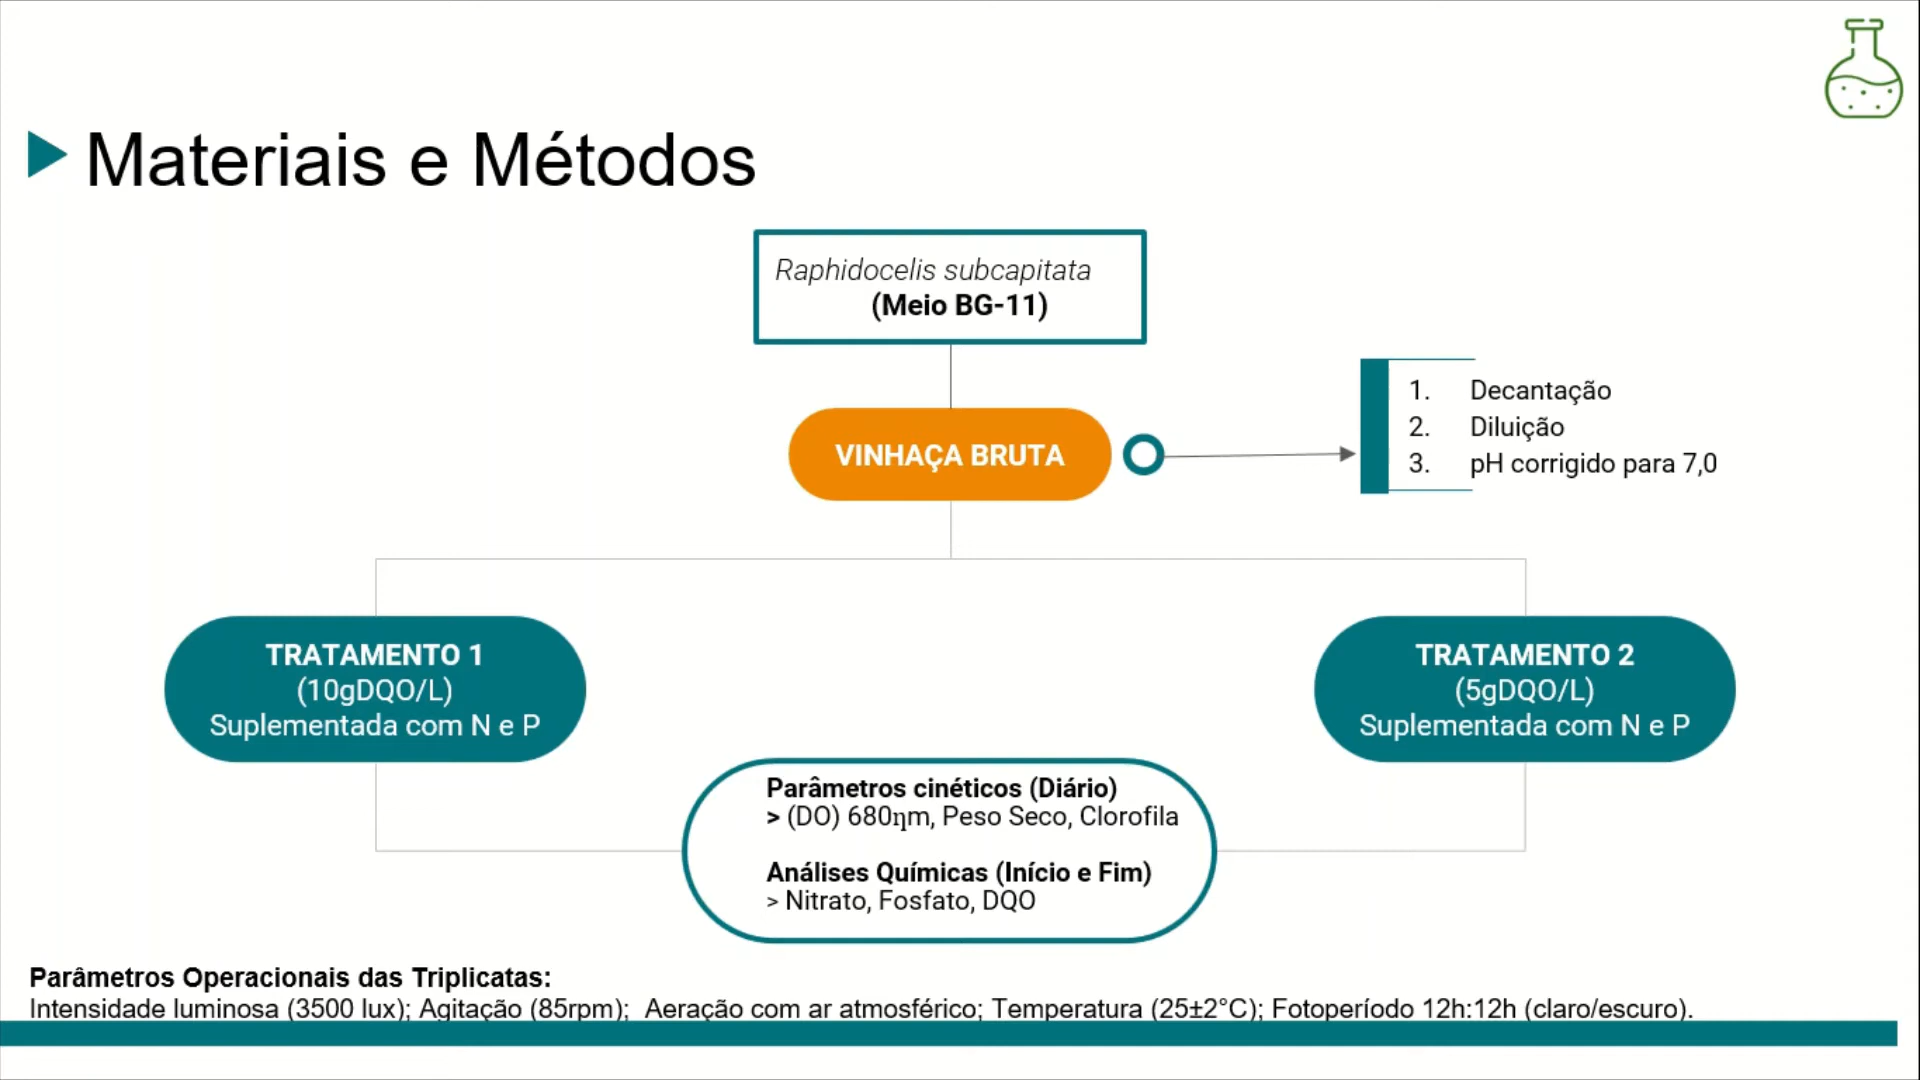 Materiais e Métodos
Raphidocelis subcapitata
(Meio BG-11)
VINHAÇA BRUTA
1. Decantação
2. Diluição
3. pH corrigido para 7,0
TRATAMENTO 1
(10gDQO/L)
Suplementada com N e P
TRATAMENTO 2
(5gDQO/L)
Suplementada com N e P
Parâmetros cinéticos (Diário)
> (DO) 680ηm, Peso Seco, Clorofila
Análises Químicas (Início e Fim)
> Nitrato, Fosfato, DQO
Parâmetros Operacionais das Triplicatas:
Intensidade luminosa (3500 lux); Agitação (85rpm); Aeração com ar atmosférico; Temperatura (25±2°C); Fotoperíodo 12h:12h (claro/escuro).